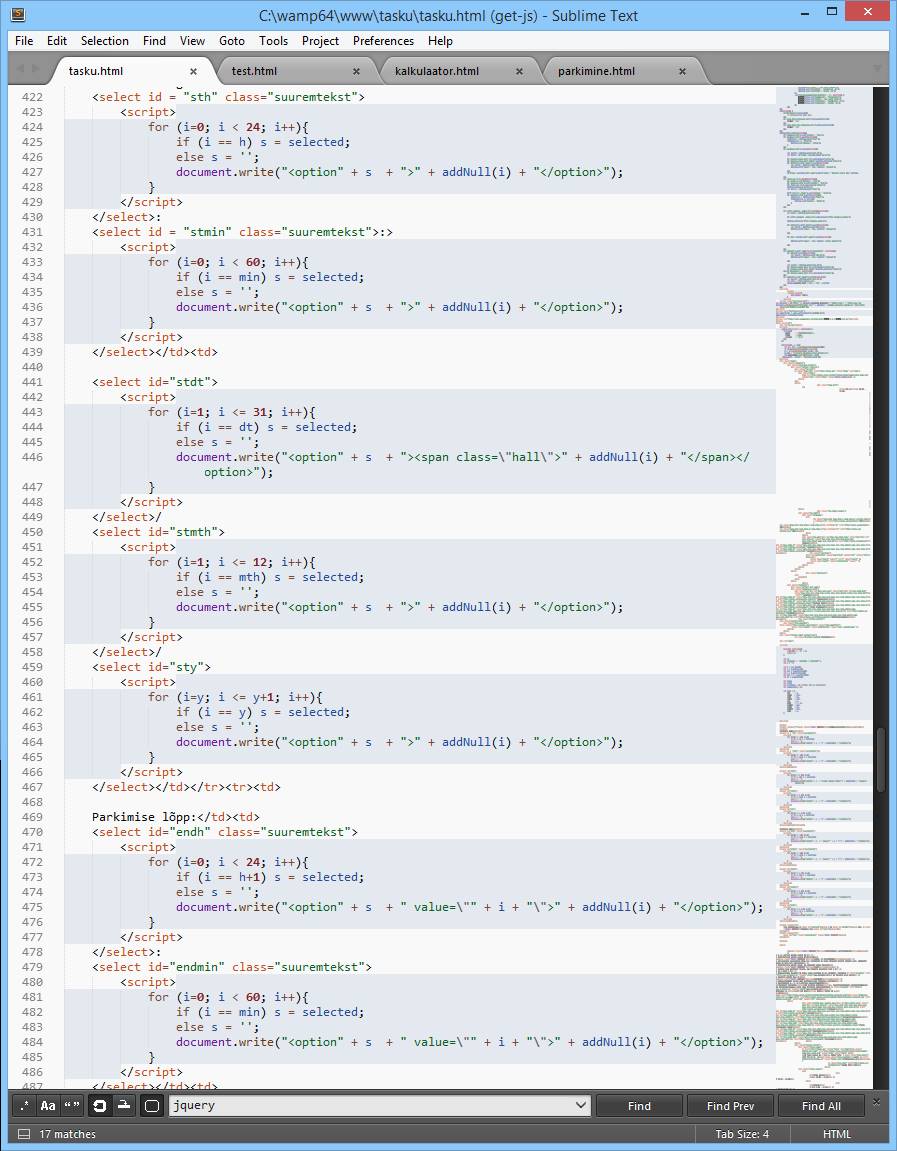 C:\wamp64\www\tasku\tasku.html (get-js) - Sublime Text
File Edit Selection Find View Goto Tools Project Preferences Help
tasku.html × test.html × kalkulaator.html × parkimine.html ×
422 <select id = "sth" class="suuremtekst">
423 <script>
424 for (i=0; i < 24; i++){
425 if (i == h) s = selected;
426 else s = '';
427 document.write("<option" + s  + ">" + addNull(i) + "</option>");
428 }
429 </script>
430 </select>:
431 <select id = "stmin" class="suuremtekst">:>
432 <script>
433 for (i=0; i < 60; i++){
434 if (i == min) s = selected;
435 else s = '';
436 document.write("<option" + s  + ">" + addNull(i) + "</option>");
437 }
438 </script>
439 </select></td><td>
440
441 <select id="stdt">
442 <script>
443 for (i=1; i <= 31; i++){
444 if (i == dt) s = selected;
445 else s = '';
446 document.write("<option" + s  + "><span class=\"hall\">" + addNull(i) + "</span></
option>");
447 }
448 </script>
449 </select>/
450 <select id="stmth">
451 <script>
452 for (i=1; i <= 12; i++){
453 if (i == mth) s = selected;
454 else s = '';
455 document.write("<option" + s  + ">" + addNull(i) + "</option>");
456 }
457 </script>
458 </select>/
459 <select id="sty">
460 <script>
461 for (i=y; i <= y+1; i++){
462 if (i == y) s = selected;
463 else s = '';
464 document.write("<option" + s  + ">" + addNull(i) + "</option>");
465 }
466 </script>
467 </select></td></tr><tr><td>
468
469 Parkimise lõpp:</td><td>
470 <select id="endh" class="suuremtekst">
471 <script>
472 for (i=0; i < 24; i++){
473 if (i == h+1) s = selected;
474 else s = '';
475 document.write("<option" + s  + " value=\"" + i + "\">" + addNull(i) + "</option>");
476 }
477 </script>
478 </select>:
479 <select id="endmin" class="suuremtekst">
480 <script>
481 for (i=0; i < 60; i++){
482 if (i == min) s = selected;
483 else s = '';
484 document.write("<option" + s  + " value=\"" + i + "\">" + addNull(i) + "</option>");
485 }
486 </script>
487 </select></td><td>
.* Aa “ ” jquery Find Find Prev Find All ×
17 matches Tab Size: 4 HTML